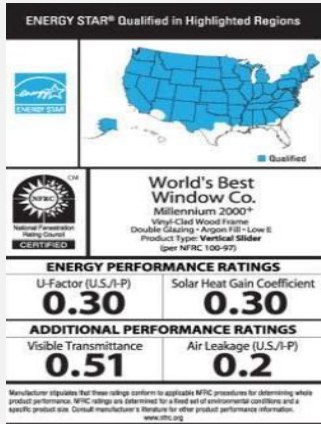 ENERGY STAR® Qualified in Highlighted Regions
ENERGY STAR
Qualified
CM
NFRC
National Fenestration
Rating Council
CERTIFIED
World's Best
Window Co.
Millennium 2000+
Vinyl-Clad Wood Frame
Double Glazing • Argon Fill • Low E
Product Type: Vertical Slider
(per NFRC 100-97)
ENERGY PERFORMANCE RATINGS
U-Factor (U.S./I-P)
0.30
Solar Heat Gain Coefficient
0.30
ADDITIONAL PERFORMANCE RATINGS
Visible Transmittance
0.51
Air Leakage (U.S./I-P)
0.2
Manufacturer stipulates that these ratings conform to applicable NFRC procedures for determining whole
product performance. NFRC ratings are determined for a fixed set of environmental conditions and a
specific product size. Consult manufacturer's literature for other product performance information.
www.nfrc.org